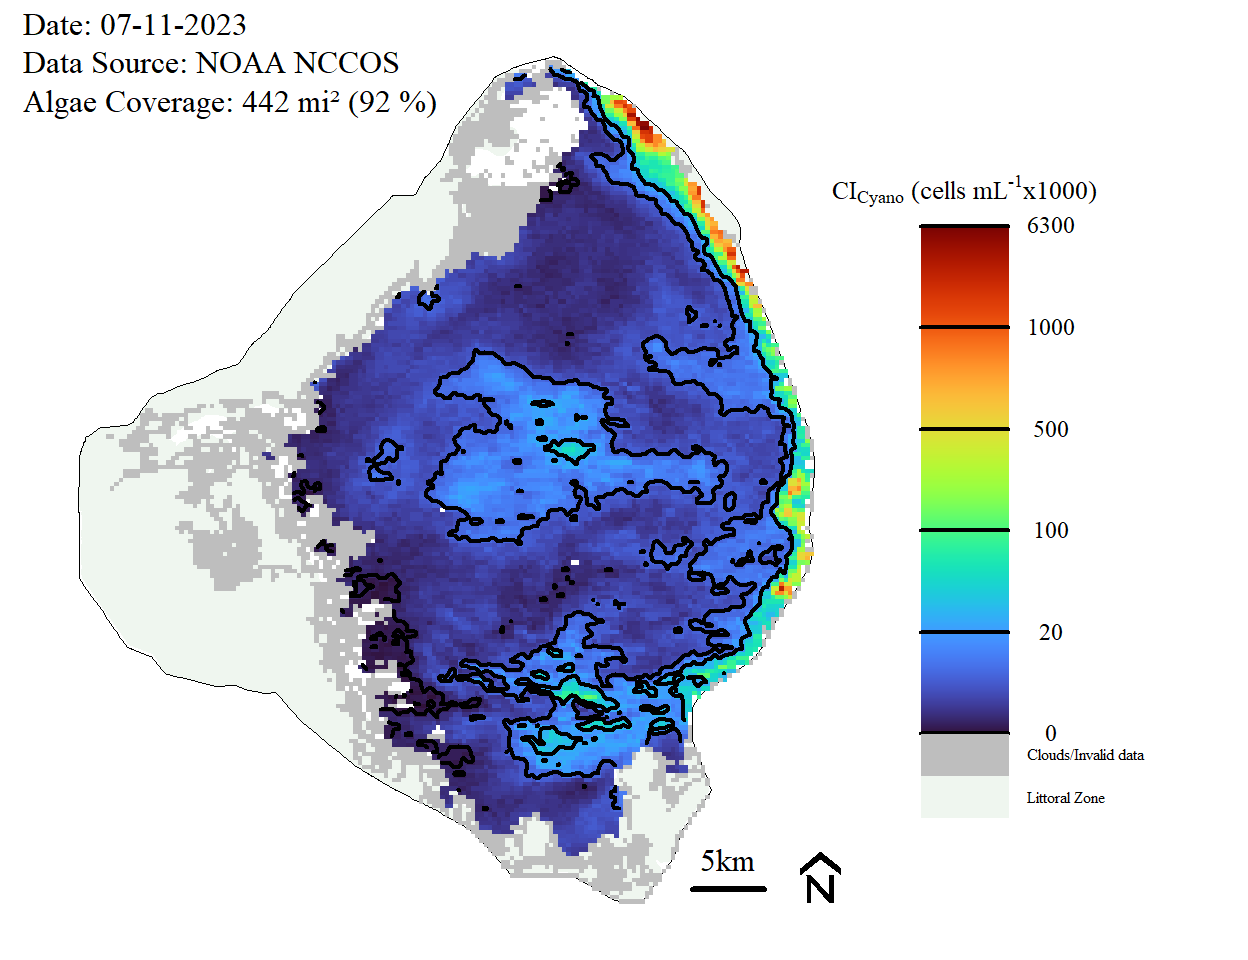 Date: 07-11-2023
Data Source: NOAA NCCOS
Algae Coverage: 442 mi² (92 %)
CICyano (cells mL-1x1000)
6300
1000
500
100
20
0
Clouds/Invalid data
Littoral Zone
5km
N